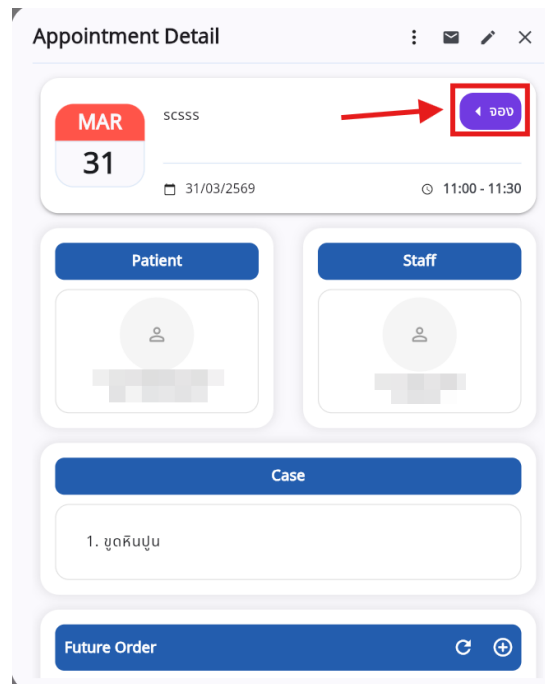 Appointment Detail
MAR
31
scsss
จอง
31/03/2569
11:00 - 11:30
Patient
Staff
Case
1. ขูดหินปูน
Future Order